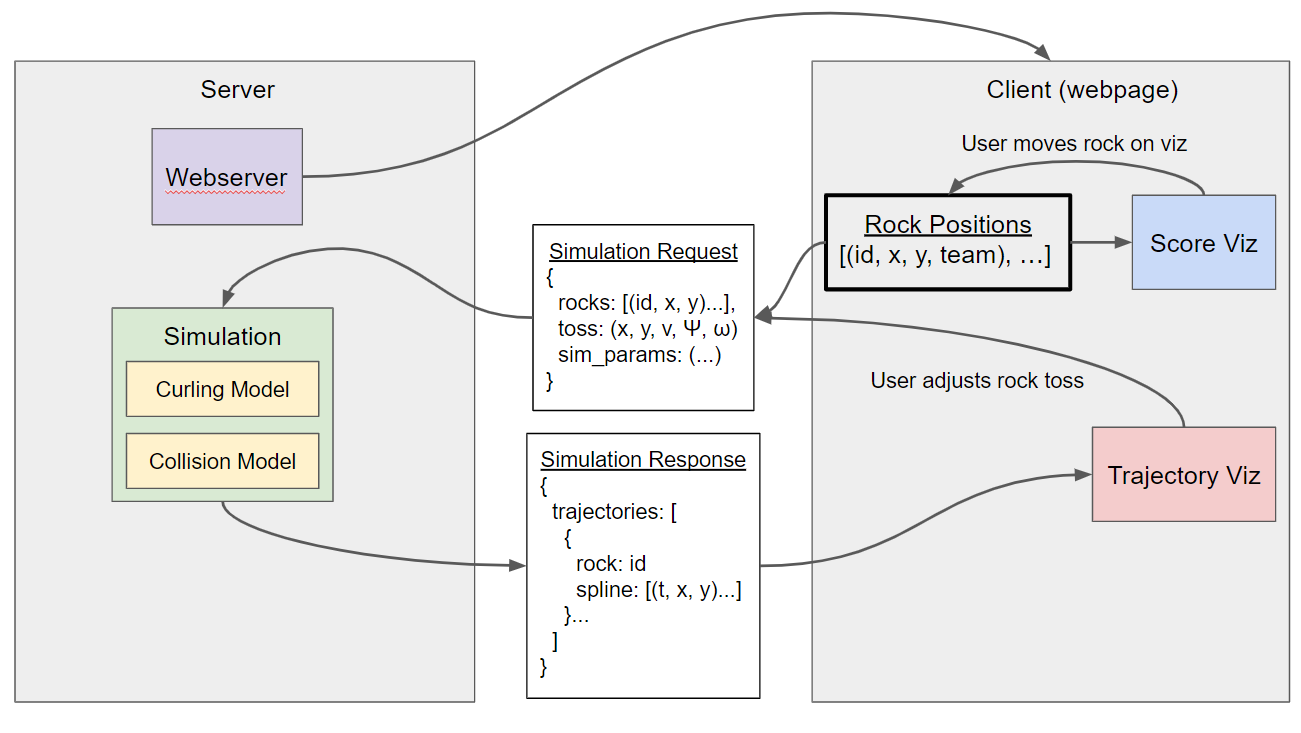 Server
Webserver
Simulation
Curling Model
Collision Model
Simulation Request
{
rocks: [(id, x, y)...],
toss: (x, y, v, Ψ, ω)
sim_params: (...)
}
Simulation Response
{
trajectories: [
{
rock: id
spline: [(t, x, y)...]
}...
]
}
Client (webpage)
User moves rock on viz
Rock Positions
[(id, x, y, team), …]
Score Viz
User adjusts rock toss
Trajectory Viz